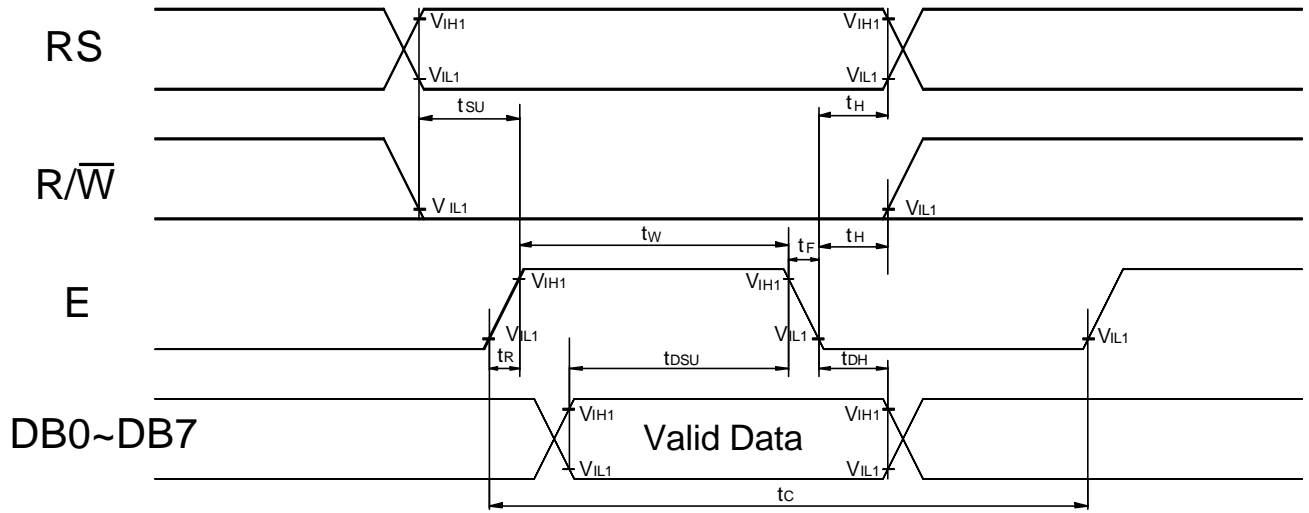 VIH1 VIH1
RS
VIL1 VIL1
tSU tH
R/W̅
VIL1 VIL1
tW tF tH
VIH1 VIH1
E
VIL1 VIL1 VIL1
tR tDSU tDH
VIH1 VIH1
DB0~DB7 Valid Data
VIL1 VIL1
tC